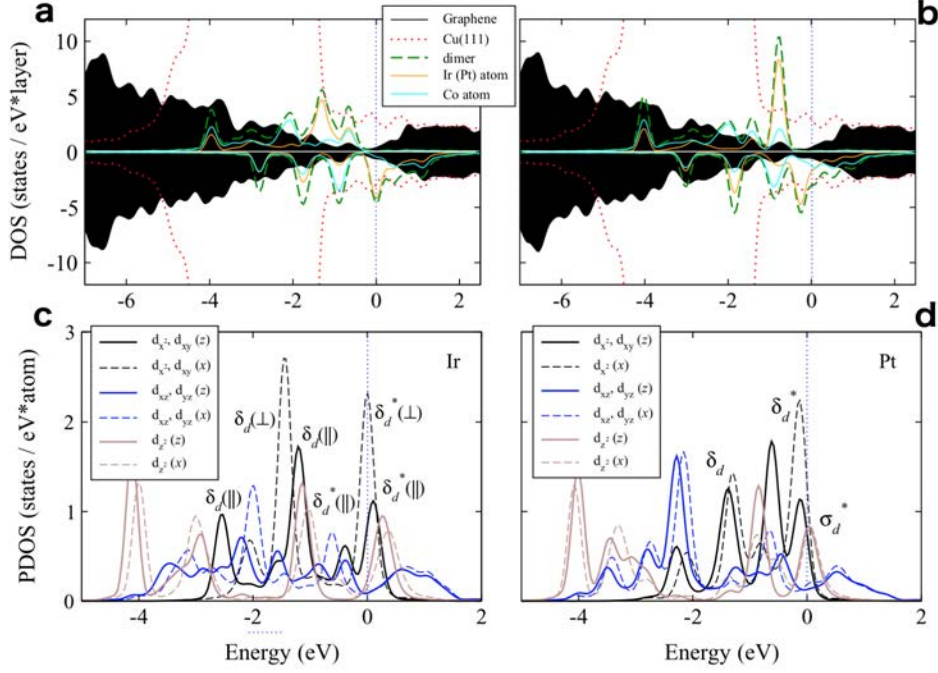 a
b
10
5
0
-5
-10
DOS (states / eV*layer)
Graphene
Cu(111)
dimer
Ir (Pt) atom
Co atom
-6
-4
-2
0
2
-6
-4
-2
0
2
c
d
3
2
1
0
PDOS (states / eV*atom)
dx², dxy (z)
dx², dxy (x)
dxz, dyz (z)
dxz, dyz (x)
dz² (z)
dz² (x)
Ir
δd(⊥)
δd(||)
δd*(⊥)
δd(||)
δd*(||)
δd*(||)
-4
-2
0
2
Energy (eV)
dx², dxy (z)
dx² (x)
dxz, dyz (z)
dxz, dyz (x)
dz² (z)
dz² (x)
Pt
δd*
δd
σd*
-4
-2
0
2
Energy (eV)